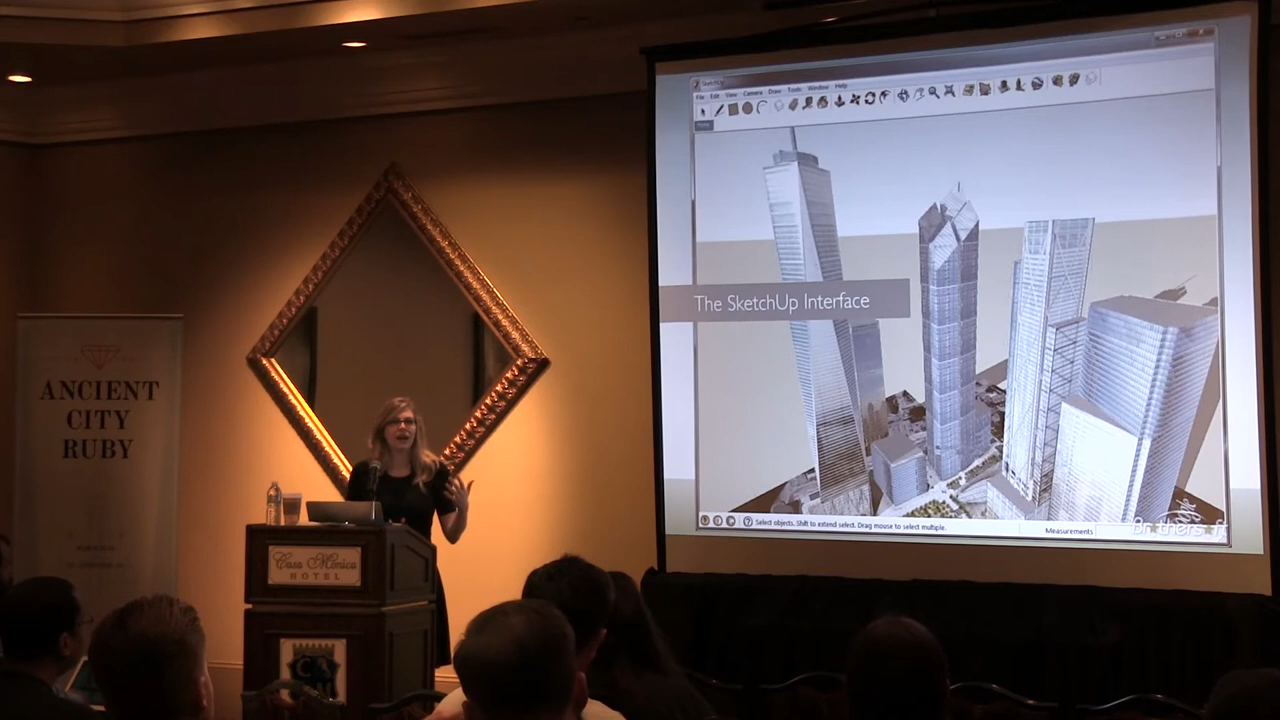 ANCIENT
CITY
RUBY
Casa Monica
HOTEL
CA
SketchUp
File Edit View Camera Draw Tools Window Help
The SketchUp Interface
Select objects. Shift to extend select. Drag mouse to select multiple.
Measurements